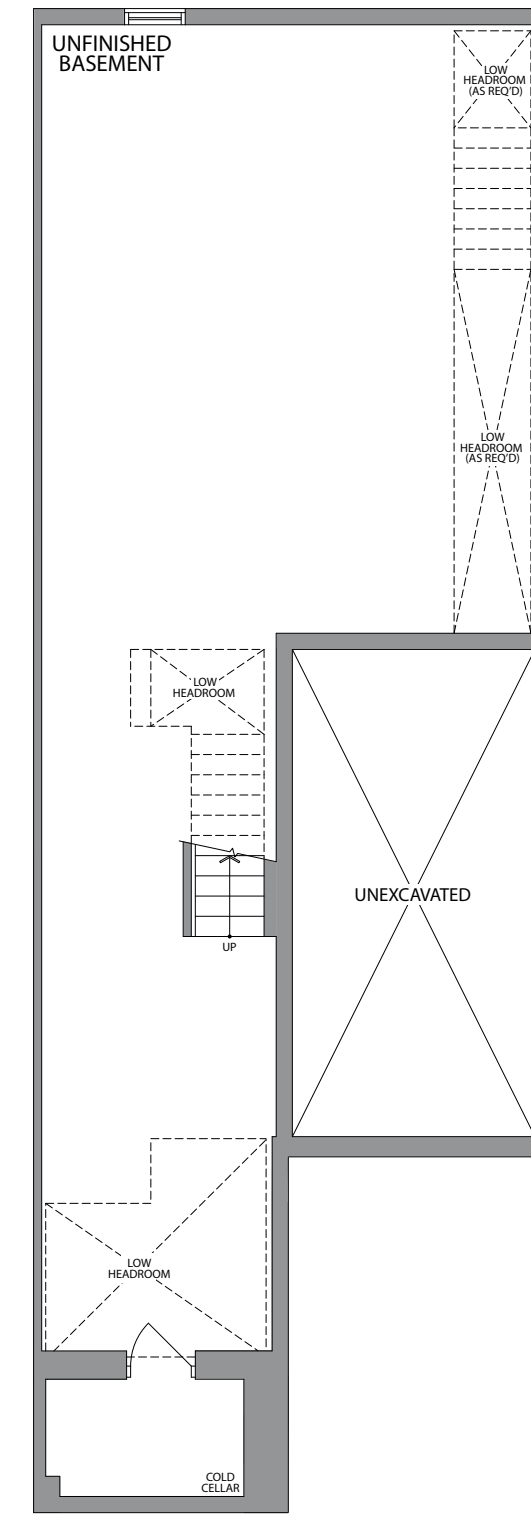 UNFINISHED
BASEMENT
LOW
HEADROOM
(AS REQ'D)
LOW
HEADROOM
(AS REQ'D)
LOW
HEADROOM
UNEXCAVATED
UP
LOW
HEADROOM
COLD
CELLAR